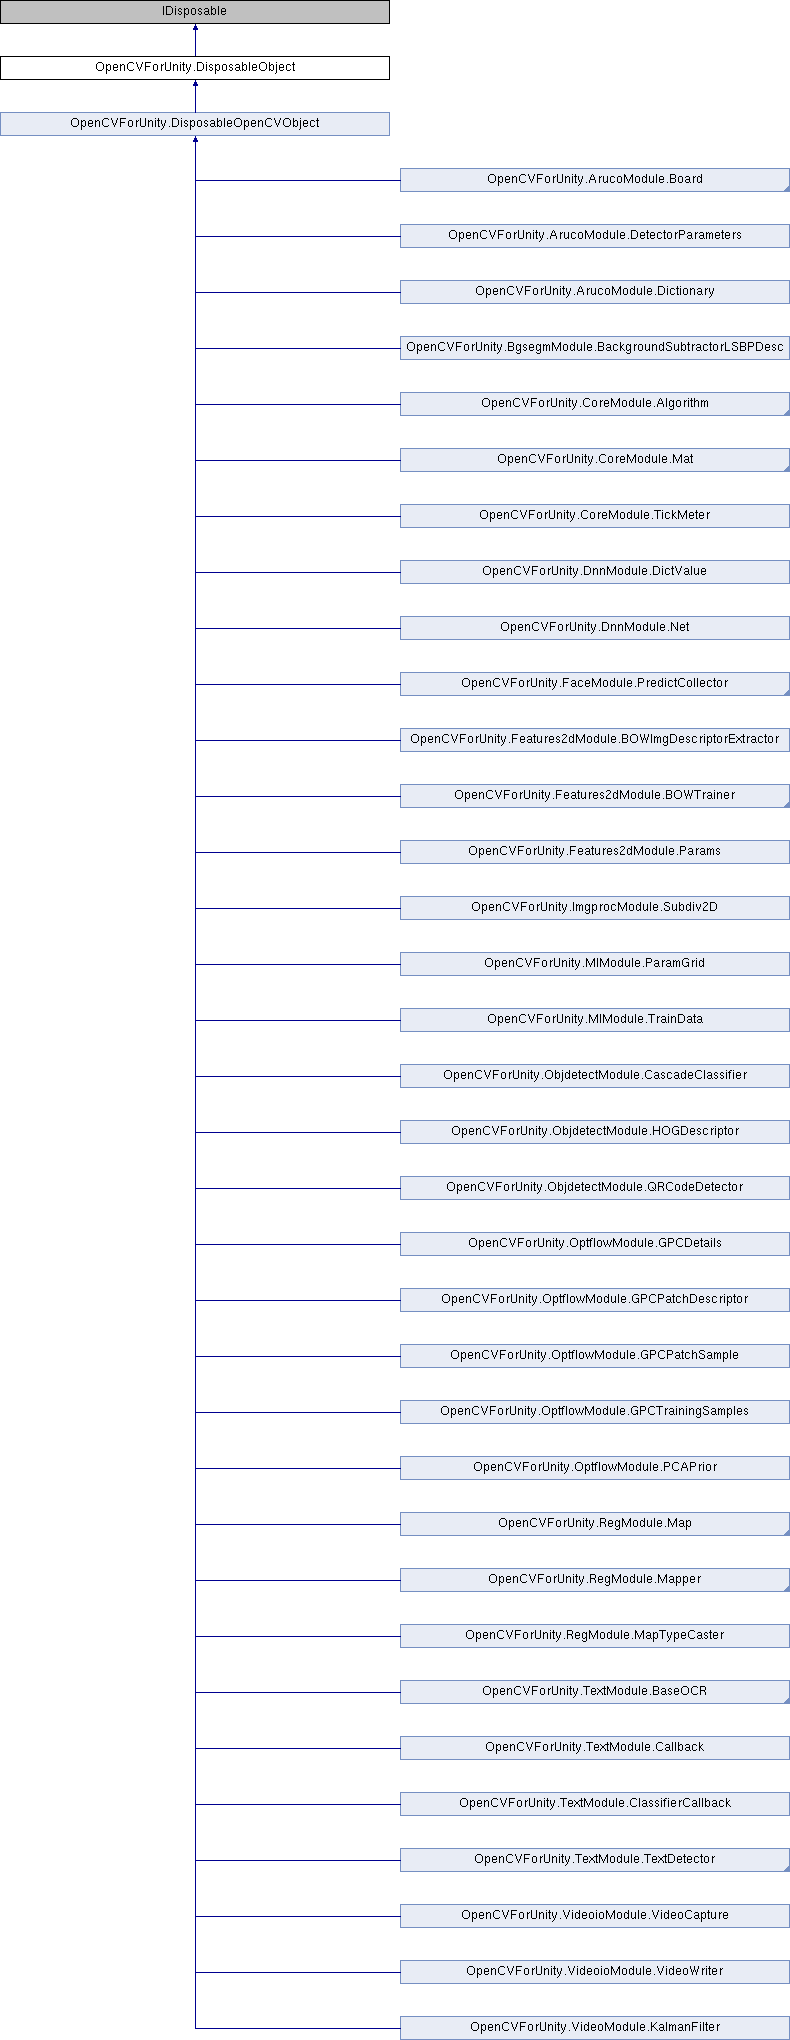 IDisposable
OpenCVForUnity.DisposableObject
OpenCVForUnity.DisposableOpenCVObject
OpenCVForUnity.ArucoModule.Board
OpenCVForUnity.ArucoModule.DetectorParameters
OpenCVForUnity.ArucoModule.Dictionary
OpenCVForUnity.BgsegmModule.BackgroundSubtractorLSBPDesc
OpenCVForUnity.CoreModule.Algorithm
OpenCVForUnity.CoreModule.Mat
OpenCVForUnity.CoreModule.TickMeter
OpenCVForUnity.DnnModule.DictValue
OpenCVForUnity.DnnModule.Net
OpenCVForUnity.FaceModule.PredictCollector
OpenCVForUnity.Features2dModule.BOWImgDescriptorExtractor
OpenCVForUnity.Features2dModule.BOWTrainer
OpenCVForUnity.Features2dModule.Params
OpenCVForUnity.ImgprocModule.Subdiv2D
OpenCVForUnity.MlModule.ParamGrid
OpenCVForUnity.MlModule.TrainData
OpenCVForUnity.ObjdetectModule.CascadeClassifier
OpenCVForUnity.ObjdetectModule.HOGDescriptor
OpenCVForUnity.ObjdetectModule.QRCodeDetector
OpenCVForUnity.OptflowModule.GPCDetails
OpenCVForUnity.OptflowModule.GPCPatchDescriptor
OpenCVForUnity.OptflowModule.GPCPatchSample
OpenCVForUnity.OptflowModule.GPCTrainingSamples
OpenCVForUnity.OptflowModule.PCAPrior
OpenCVForUnity.RegModule.Map
OpenCVForUnity.RegModule.Mapper
OpenCVForUnity.RegModule.MapTypeCaster
OpenCVForUnity.TextModule.BaseOCR
OpenCVForUnity.TextModule.Callback
OpenCVForUnity.TextModule.ClassifierCallback
OpenCVForUnity.TextModule.TextDetector
OpenCVForUnity.VideoioModule.VideoCapture
OpenCVForUnity.VideoioModule.VideoWriter
OpenCVForUnity.VideoModule.KalmanFilter